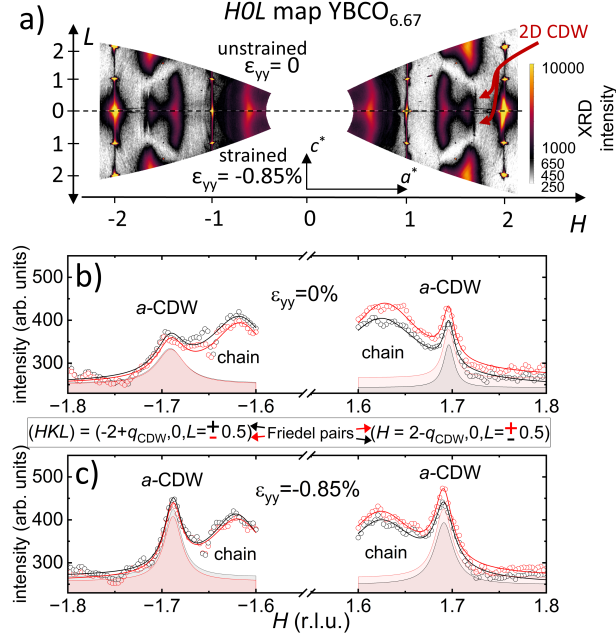 a)
H0L map YBCO6.67
L
unstrained
εyy= 0
2D CDW
2
1
0
1
2
strained
εyy= -0.85%
c*
a*
10000
1000
650
450
250
XRD
intensity
-2 -1 0 1 2 H
b)
intensity (arb. units)
500
400
300
a-CDW
εyy=0%
a-CDW
chain
chain
-1.8 -1.7 -1.6 1.6 1.7 1.8
(HKL) = (-2+qCDW,0,L=± 0.5) Friedel pairs (H = 2-qCDW,0,L=± 0.5)
c)
intensity (arb. units)
500
400
300
a-CDW
εyy=-0.85%
a-CDW
chain
chain
-1.8 -1.7 -1.6 1.6 1.7 1.8
H (r.l.u.)